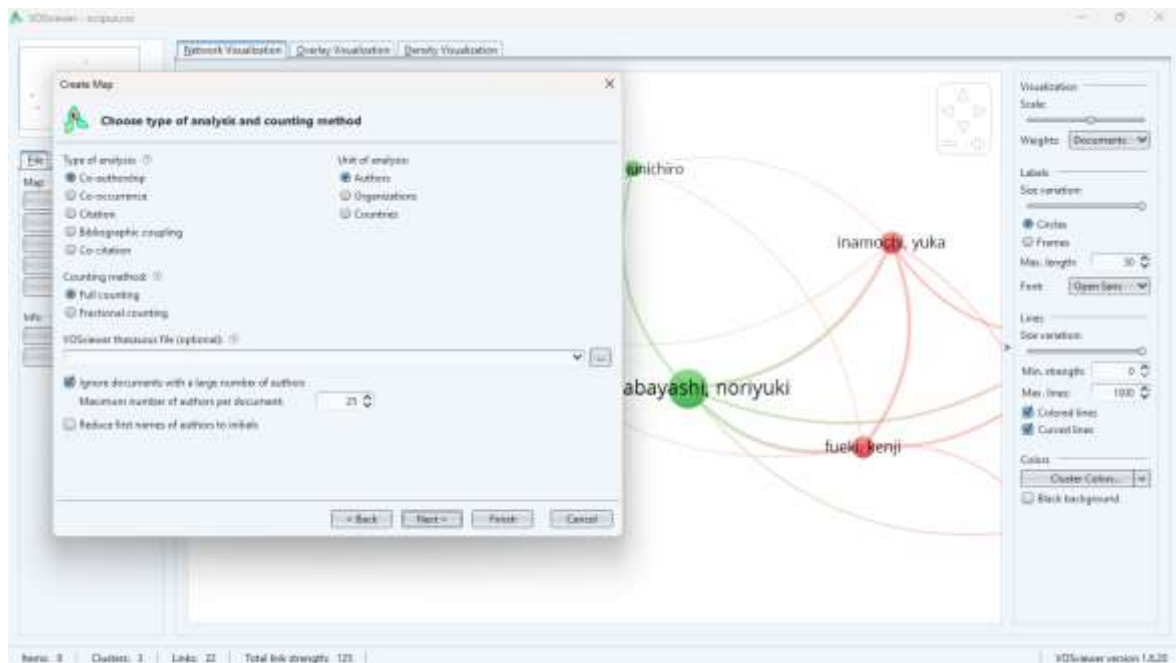 VOSviewer - scopus.csv
Network Visualization Overlay Visualization Density Visualization
Create Map
Choose type of analysis and counting method
Type of analysis:
Co-authorship
Co-occurrence
Citation
Bibliographic coupling
Co-citation
Unit of analysis:
Authors
Organizations
Countries
Counting method:
Full counting
Fractional counting
VOSviewer thesaurus file (optional):
Ignore documents with a large number of authors
Maximum number of authors per document: 25
Reduce first names of authors to initials
< Back Next > Finish Cancel
File
Map
Info
junichiro
inamochi, yuka
abayashi, noriyuki
fueki, kenji
Visualization
Scale:
Weights: Documents
Labels
Size variation:
Circles
Frames
Max. length: 30
Font: Open Sans
Lines
Size variation:
Min. strength: 0
Max. lines: 1000
Colored lines
Curved lines
Colors
Cluster Colors...
Black background
Items: 9 Clusters: 3 Links: 22 Total link strength: 123
VOSviewer version 1.6.20